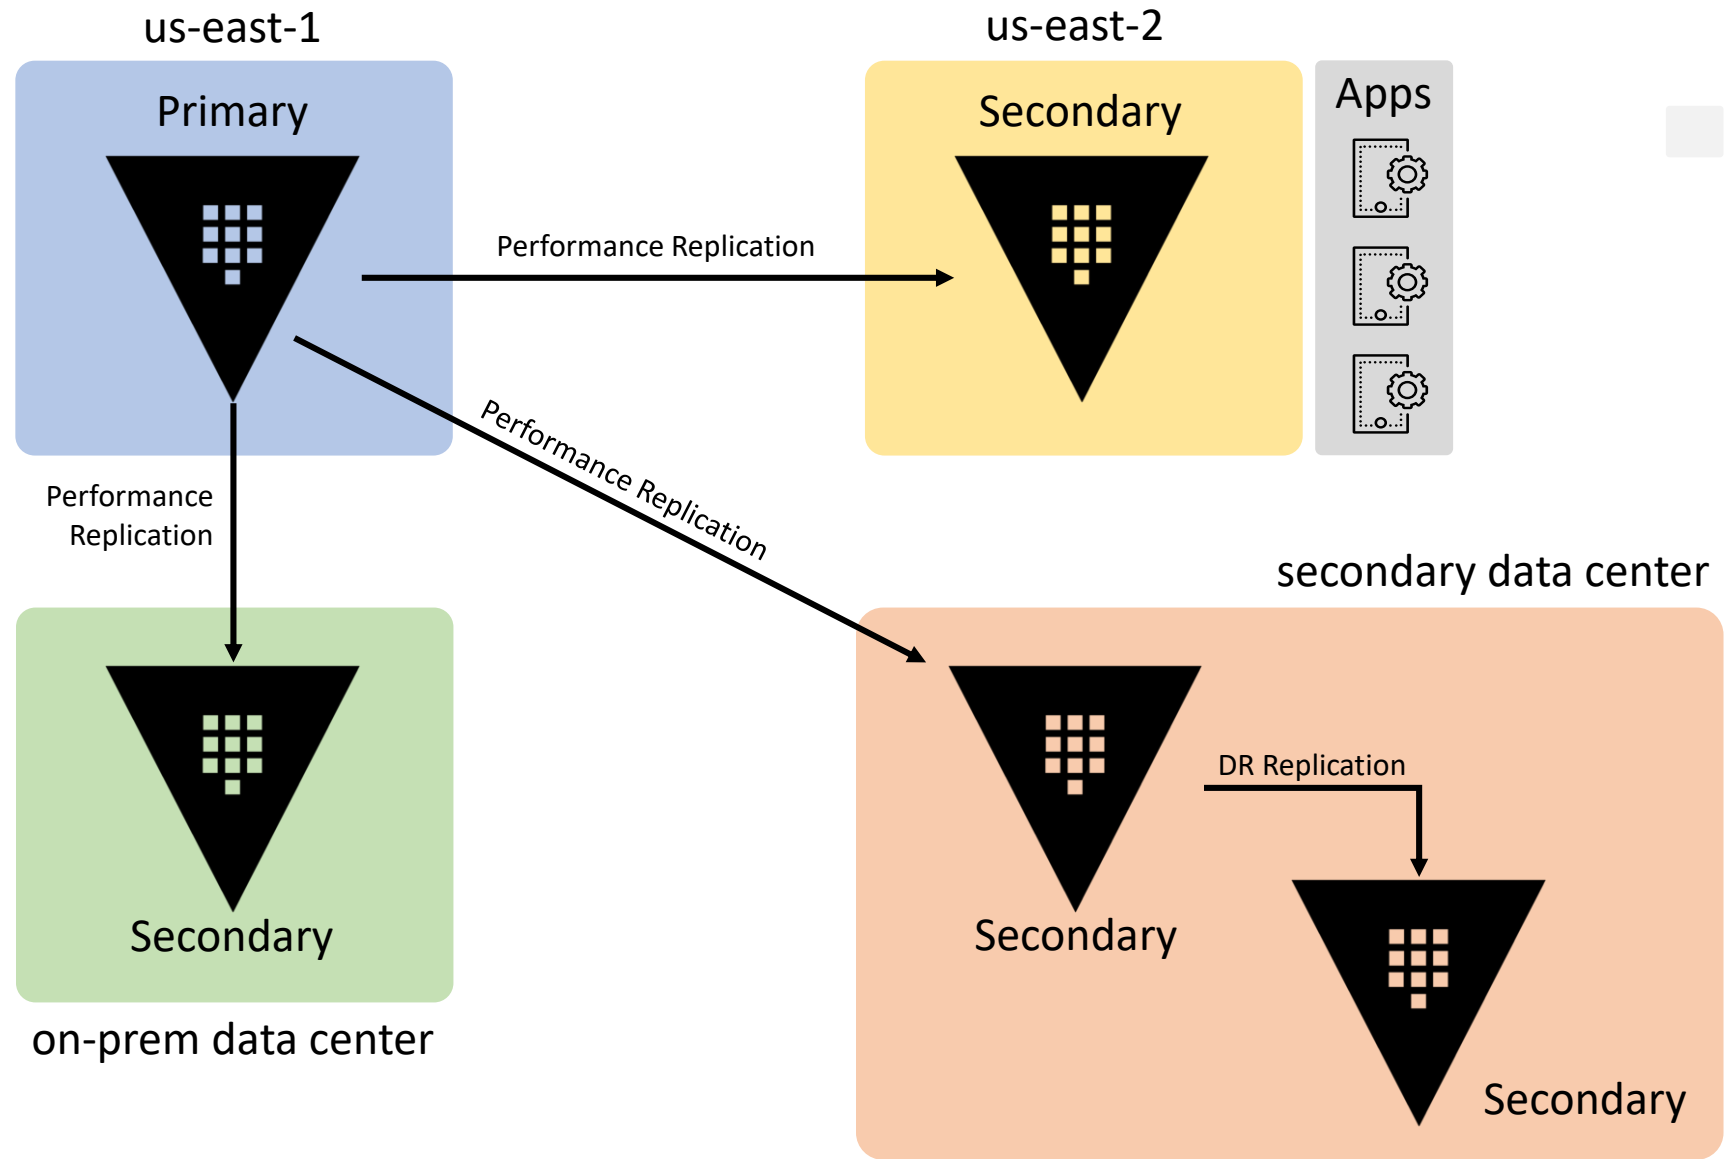 us-east-1
us-east-2
Primary
Secondary
Apps
Performance Replication
Performance Replication
Performance
Replication
secondary data center
DR Replication
Secondary
Secondary
on-prem data center
Secondary